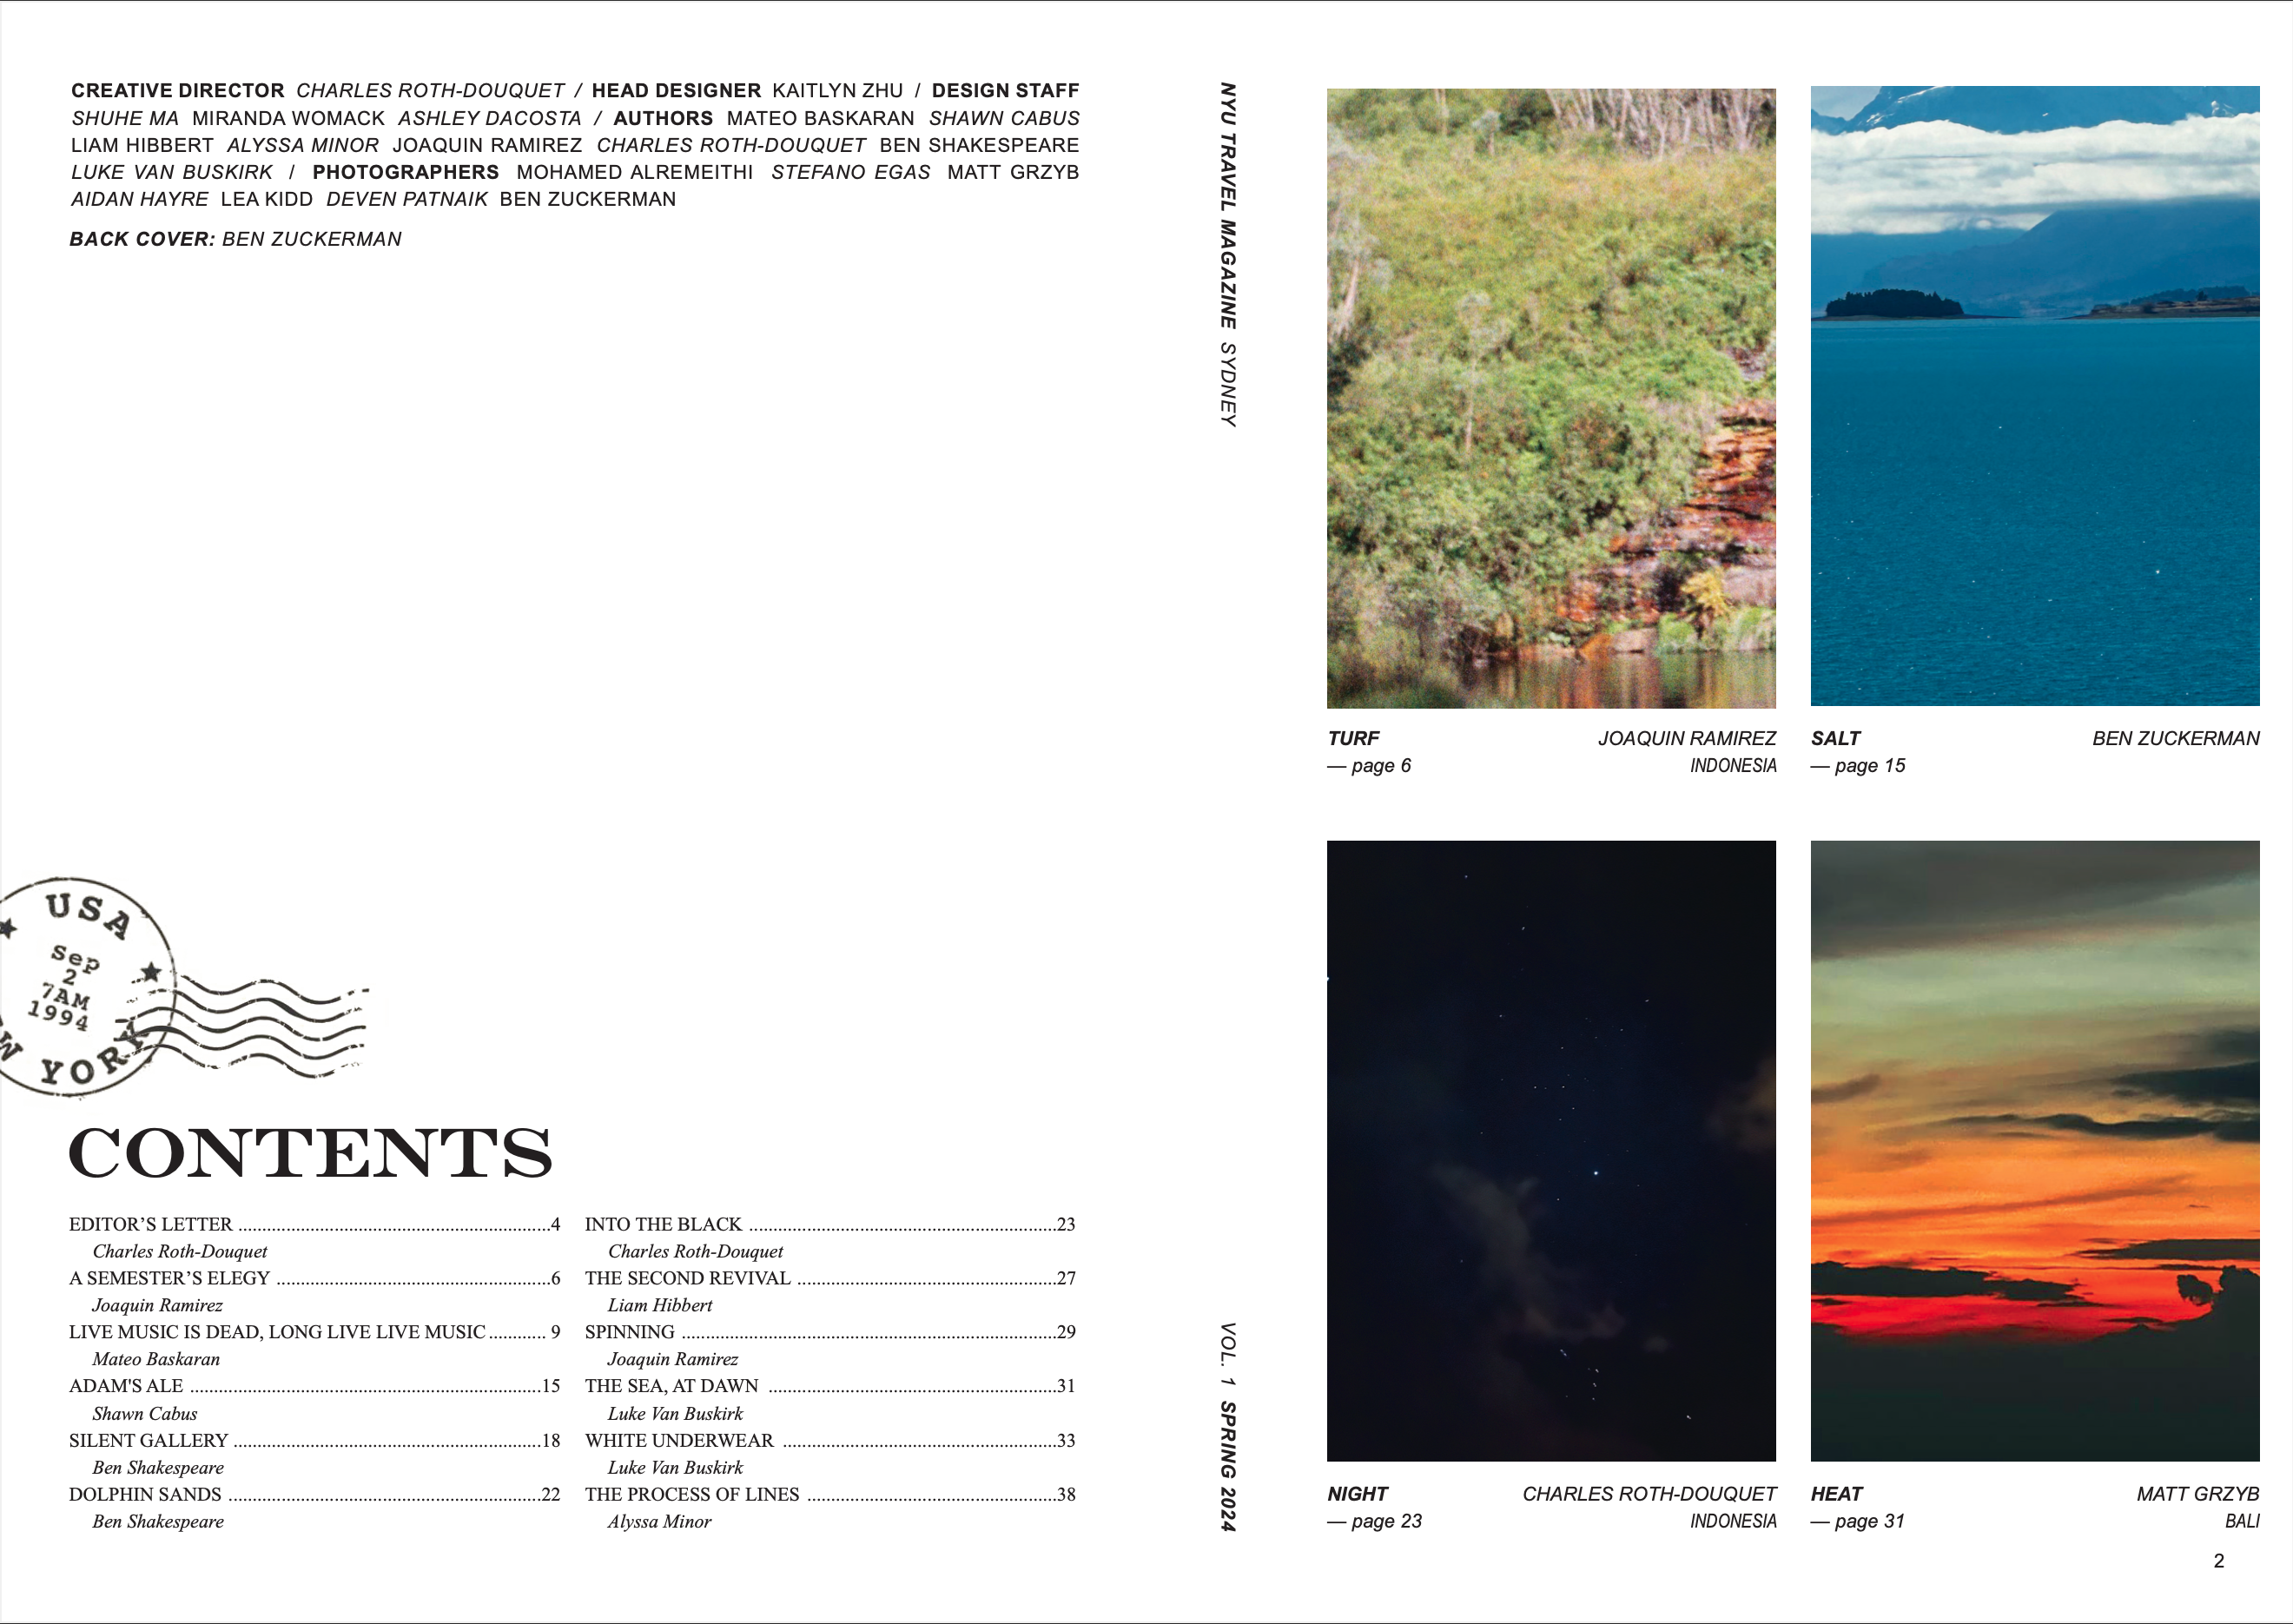 CREATIVE DIRECTOR CHARLES ROTH-DOUQUET / HEAD DESIGNER KAITLYN ZHU / DESIGN STAFF
SHUHE MA MIRANDA WOMACK ASHLEY DACOSTA / AUTHORS MATEO BASKARAN SHAWN CABUS
LIAM HIBBERT ALYSSA MINOR JOAQUIN RAMIREZ CHARLES ROTH-DOUQUET BEN SHAKESPEARE
LUKE VAN BUSKIRK / PHOTOGRAPHERS MOHAMED ALREMEITHI STEFANO EGAS MATT GRZYB
AIDAN HAYRE LEA KIDD DEVEN PATNAIK BEN ZUCKERMAN
BACK COVER: BEN ZUCKERMAN
USA
Sep
2
7AM
1994
W YORK
CONTENTS
EDITOR'S LETTER ........ 4
Charles Roth-Douquet
A SEMESTER'S ELEGY ........ 6
Joaquin Ramirez
LIVE MUSIC IS DEAD, LONG LIVE LIVE MUSIC ........ 9
Mateo Baskaran
ADAM'S ALE ........ 15
Shawn Cabus
SILENT GALLERY ........ 18
Ben Shakespeare
DOLPHIN SANDS ........ 22
Ben Shakespeare
INTO THE BLACK ........ 23
Charles Roth-Douquet
THE SECOND REVIVAL ........ 27
Liam Hibbert
SPINNING ........ 29
Joaquin Ramirez
THE SEA, AT DAWN ........ 31
Luke Van Buskirk
WHITE UNDERWEAR ........ 33
Luke Van Buskirk
THE PROCESS OF LINES ........ 38
Alyssa Minor
NYU TRAVEL MAGAZINE SYDNEY
VOL. 1 SPRING 2024
TURF JOAQUIN RAMIREZ
— page 6 INDONESIA
SALT BEN ZUCKERMAN
— page 15
NIGHT CHARLES ROTH-DOUQUET
— page 23 INDONESIA
HEAT MATT GRZYB
— page 31 BALI
2